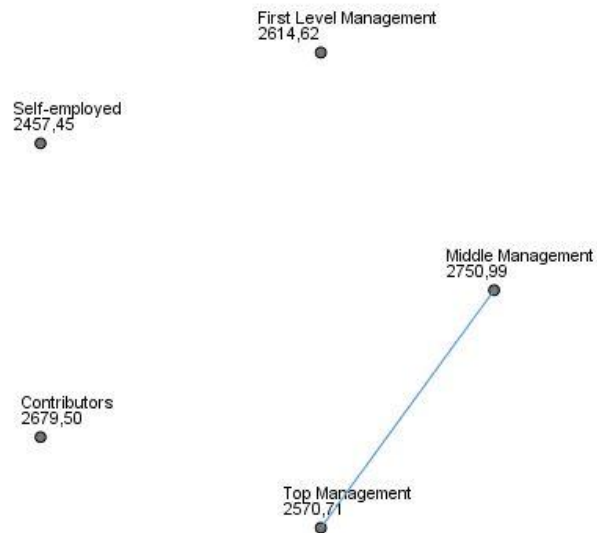 First Level Management
2614,62
Self-employed
2457,45
Middle Management
2750,99
Contributors
2679,50
Top Management
2570,71